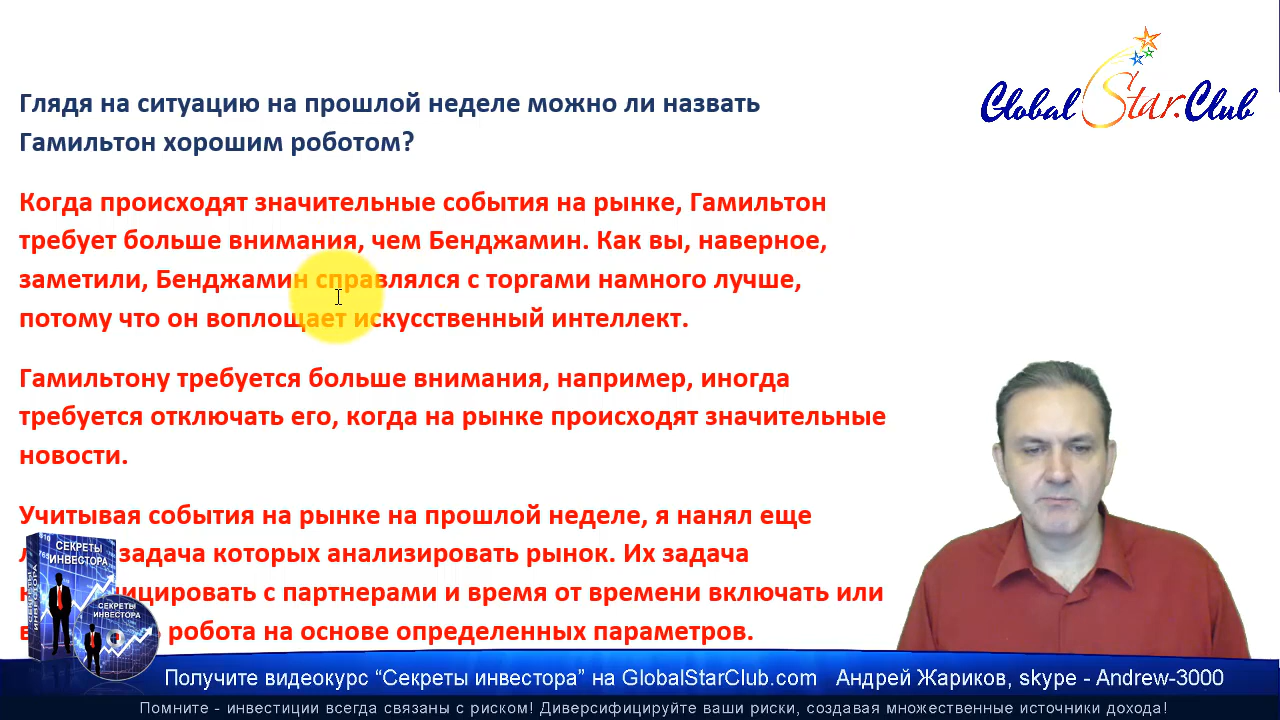 Глядя на ситуацию на прошлой неделе можно ли назвать
Гамильтон хорошим роботом?
Global Star.Club
Когда происходят значительные события на рынке, Гамильтон
требует больше внимания, чем Бенджамин. Как вы, наверное,
заметили, Бенджамин справлялся с торгами намного лучше,
потому что он воплощает искусственный интеллект.
Гамильтону требуется больше внимания, например, иногда
требуется отключать его, когда на рынке происходят значительные
новости.
Учитывая события на рынке на прошлой неделе, я нанял еще
задача которых анализировать рынок. Их задача
с партнерами и время от времени включать или
робота на основе определенных параметров.
СЕКРЕТЫ
ИНВЕСТОРА
СЕКРЕТЫ
ИНВЕСТОРА
СЕКРЕТЫ
ИНВЕСТОРА
Получите видеокурс “Секреты инвестора” на GlobalStarClub.com Андрей Жариков, skype - Andrew-3000
Помните - инвестиции всегда связаны с риском! Диверсифицируйте ваши риски, создавая множественные источники дохода!